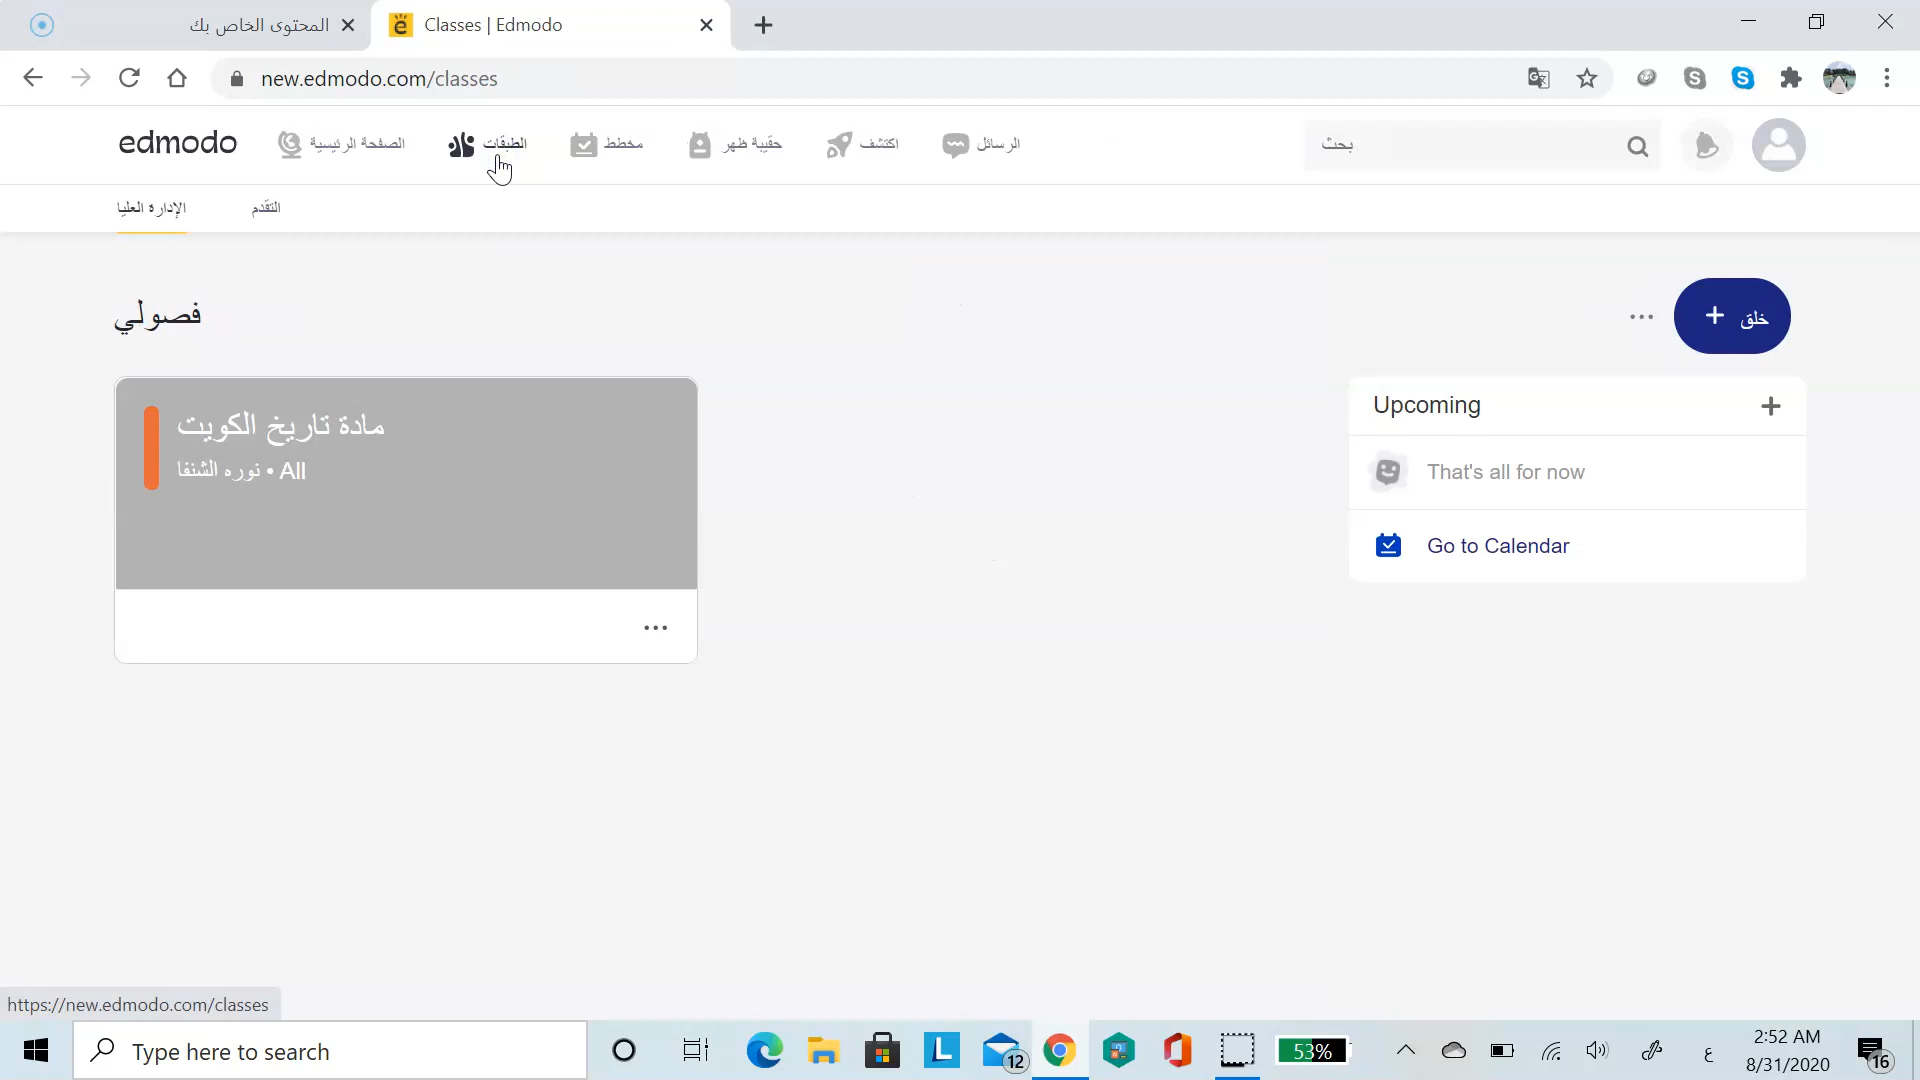 المحتوى الخاص بك
Classes | Edmodo
new.edmodo.com/classes
edmodo
الصفحة الرئيسية
الطبقات
مخطط
حقيبة ظهر
اكتشف
الرسائل
بحث
الإدارة العليا
التقدم
فصولي
خلق
مادة تاريخ الكويت
نوره الشنفا • All
Upcoming
That's all for now
Go to Calendar
https://new.edmodo.com/classes
Type here to search
12
53%
ع
2:52 AM
8/31/2020
16